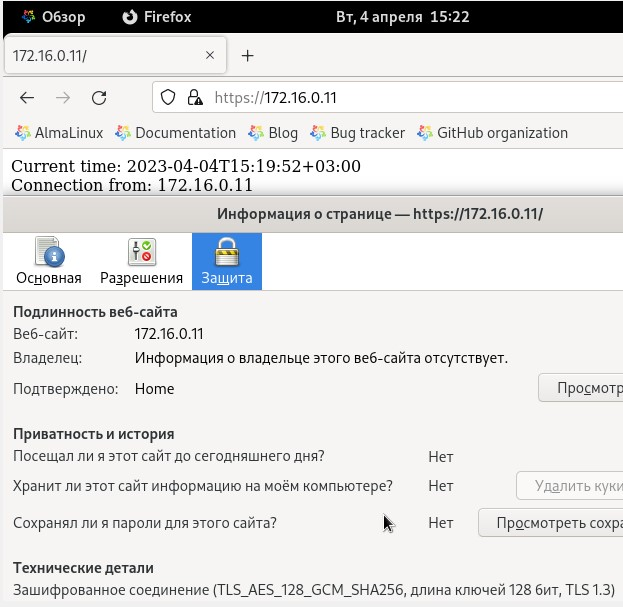 Обзор Firefox Вт, 4 апреля 15:22
172.16.0.11/
https://172.16.0.11
AlmaLinux Documentation Blog Bug tracker GitHub organization
Current time: 2023-04-04T15:19:52+03:00
Connection from: 172.16.0.11
Информация о странице — https://172.16.0.11/
Основная Разрешения Защита
Подлинность веб-сайта
Веб-сайт: 172.16.0.11
Владелец: Информация о владельце этого веб-сайта отсутствует.
Подтверждено: Home Просмотр
Приватность и история
Посещал ли я этот сайт до сегодняшнего дня? Нет
Хранит ли этот сайт информацию на моём компьютере? Нет Удалить куки
Сохранял ли я пароли для этого сайта? Нет Просмотреть сохра
Технические детали
Зашифрованное соединение (TLS_AES_128_GCM_SHA256, длина ключей 128 бит, TLS 1.3)